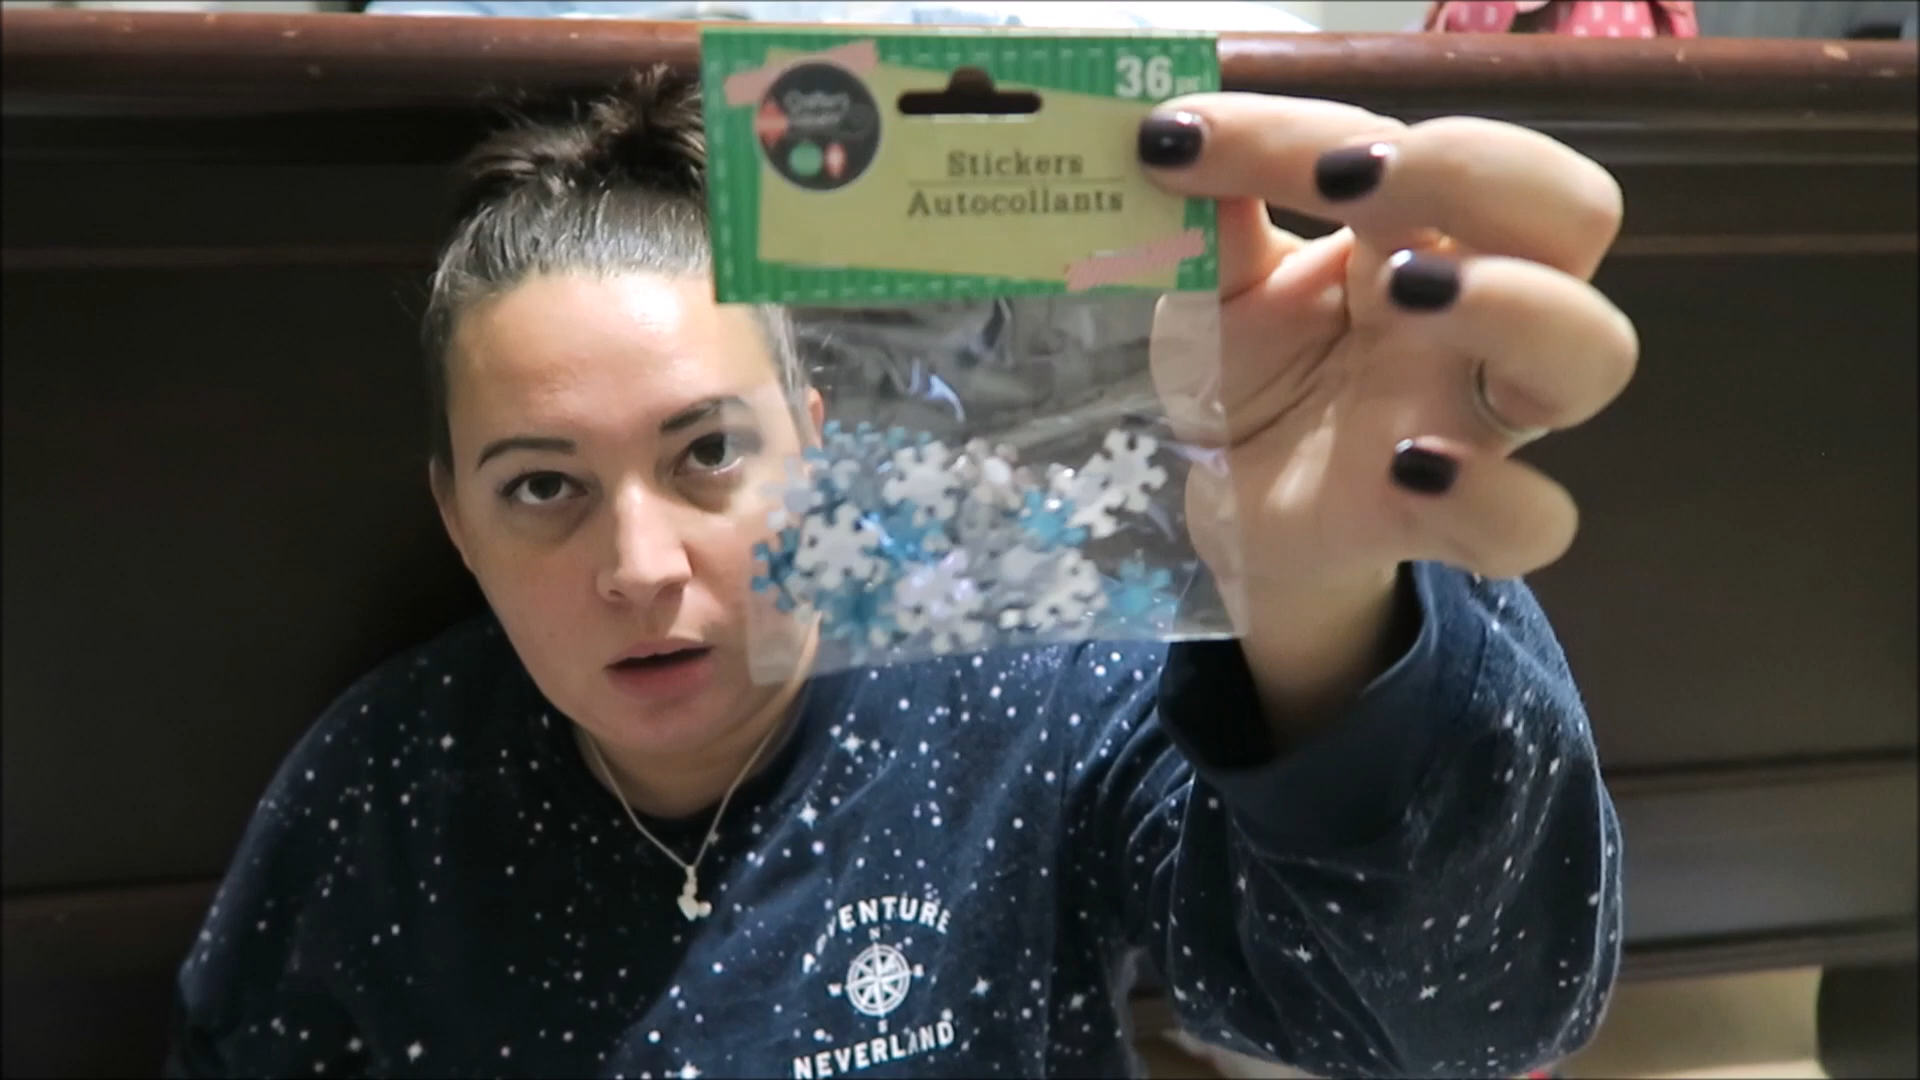 36
Stickers
Autocollants
ADVENTURE
N
NEVERLAND